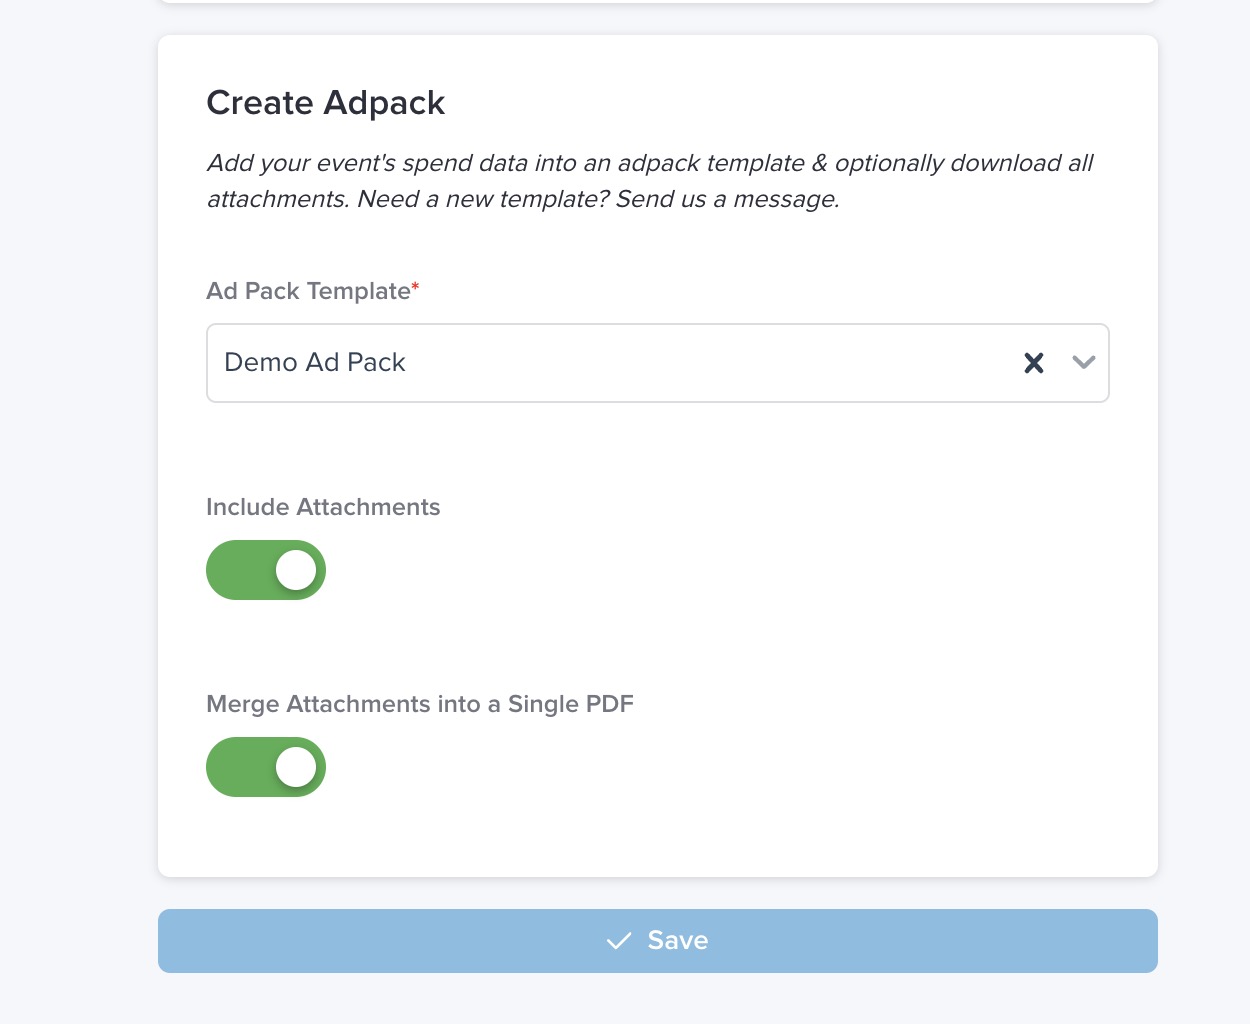 Create Adpack
Add your event's spend data into an adpack template & optionally download all
attachments. Need a new template? Send us a message.
Ad Pack Template*
Demo Ad Pack
Include Attachments
Merge Attachments into a Single PDF
Save